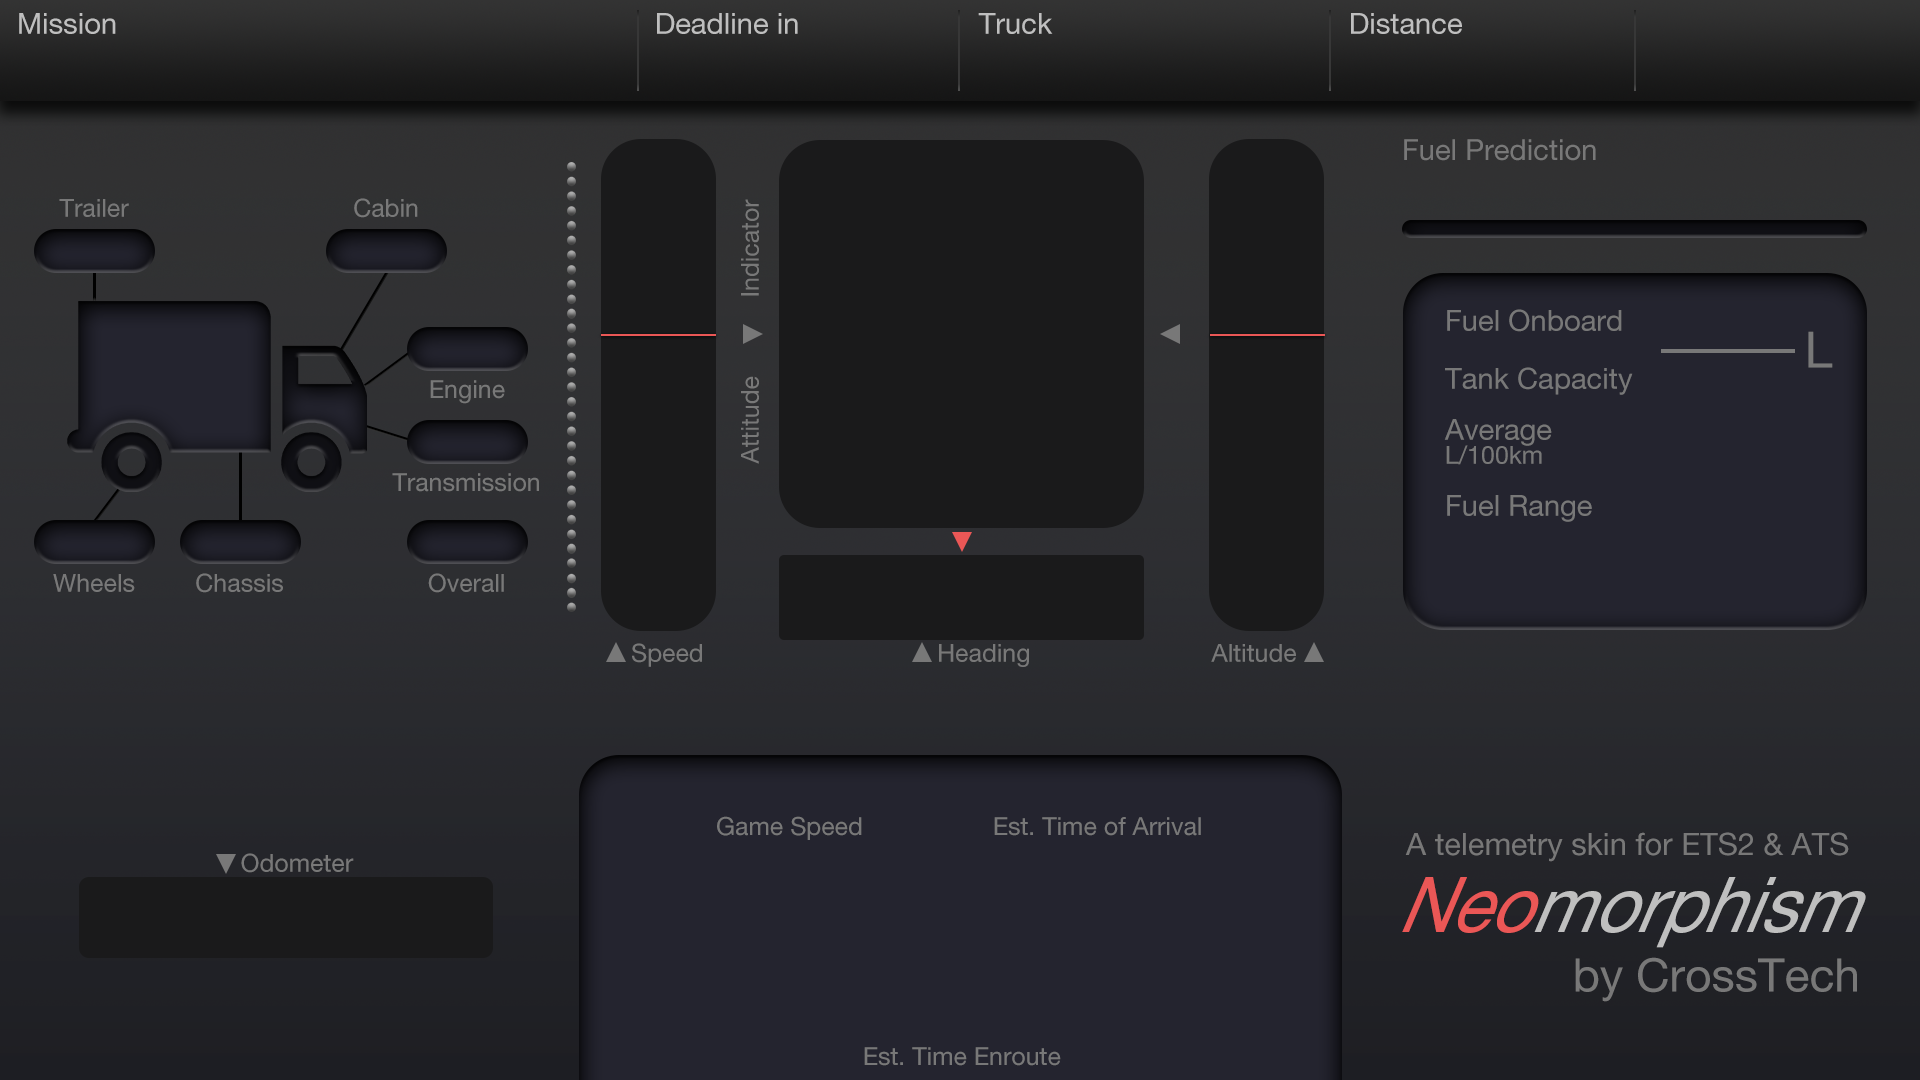 Mission
Deadline in
Truck
Distance
Trailer
Cabin
Engine
Transmission
Wheels
Chassis
Overall
Indicator
Attitude
▲Speed
▲Heading
Altitude▲
Fuel Prediction
Fuel Onboard
L
Tank Capacity
Average
L/100km
Fuel Range
▼Odometer
Game Speed
Est. Time of Arrival
Est. Time Enroute
A telemetry skin for ETS2 & ATS
Neomorphism
by CrossTech